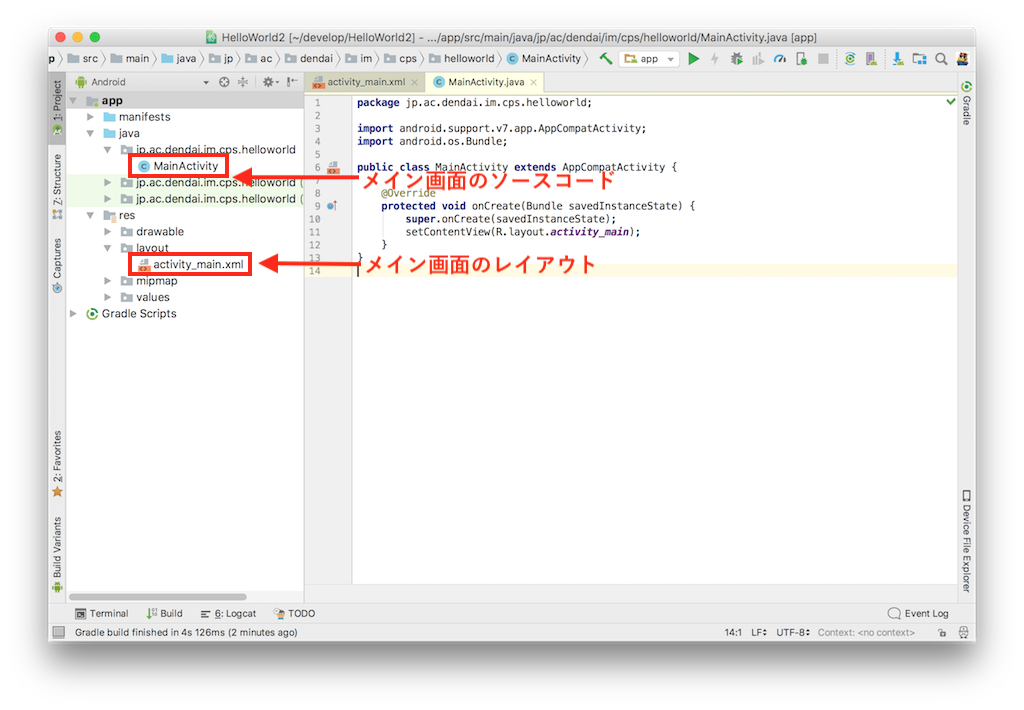 HelloWorld2 [~/develop/HelloWorld2] - .../app/src/main/java/jp/ac/dendai/im/cps/helloworld/MainActivity.java [app]
p src main java jp ac dendai im cps helloworld MainActivity app
1: Project
Z: Structure
Captures
2: Favorites
Build Variants
Android
app
manifests
java
jp.ac.dendai.im.cps.helloworld
MainActivity
jp.ac.dendai.im.cps.helloworld (
jp.ac.dendai.im.cps.helloworld (
res
drawable
layout
activity_main.xml
mipmap
values
Gradle Scripts
activity_main.xml MainActivity.java
1 package jp.ac.dendai.im.cps.helloworld;
2
3 import android.support.v7.app.AppCompatActivity;
4 import android.os.Bundle;
5
6 public class MainActivity extends AppCompatActivity {
7
メイン画面のソースコード
8 @Override
9 protected void onCreate(Bundle savedInstanceState) {
10 super.onCreate(savedInstanceState);
11 setContentView(R.layout.activity_main);
12 }
13 }
メイン画面のレイアウト
14
Gradle
Device File Explorer
Terminal Build 6: Logcat TODO Event Log
Gradle build finished in 4s 126ms (2 minutes ago) 14:1 LF UTF-8 Context: <no context>